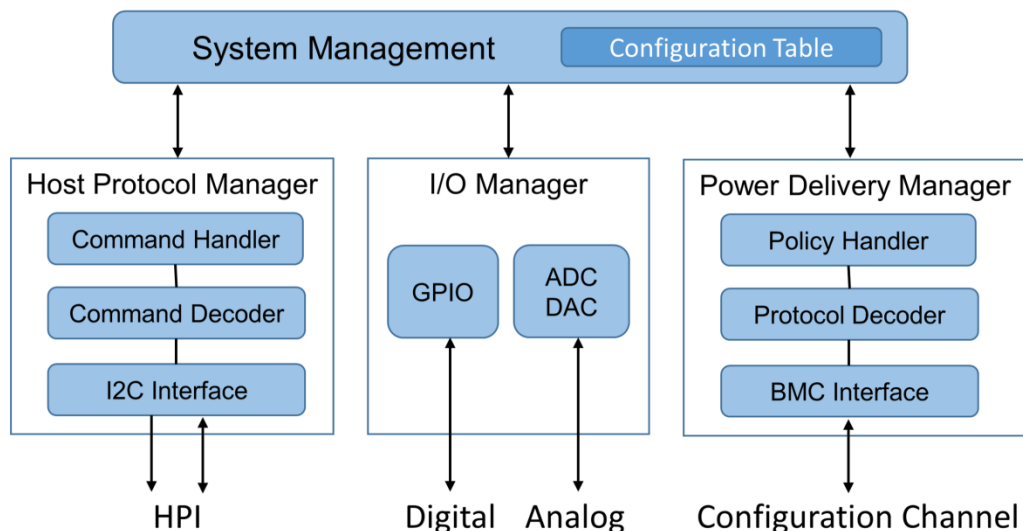 System Management
Configuration Table
Host Protocol Manager
Command Handler
Command Decoder
I2C Interface
HPI
I/O Manager
GPIO
ADC
DAC
Digital
Analog
Power Delivery Manager
Policy Handler
Protocol Decoder
BMC Interface
Configuration Channel